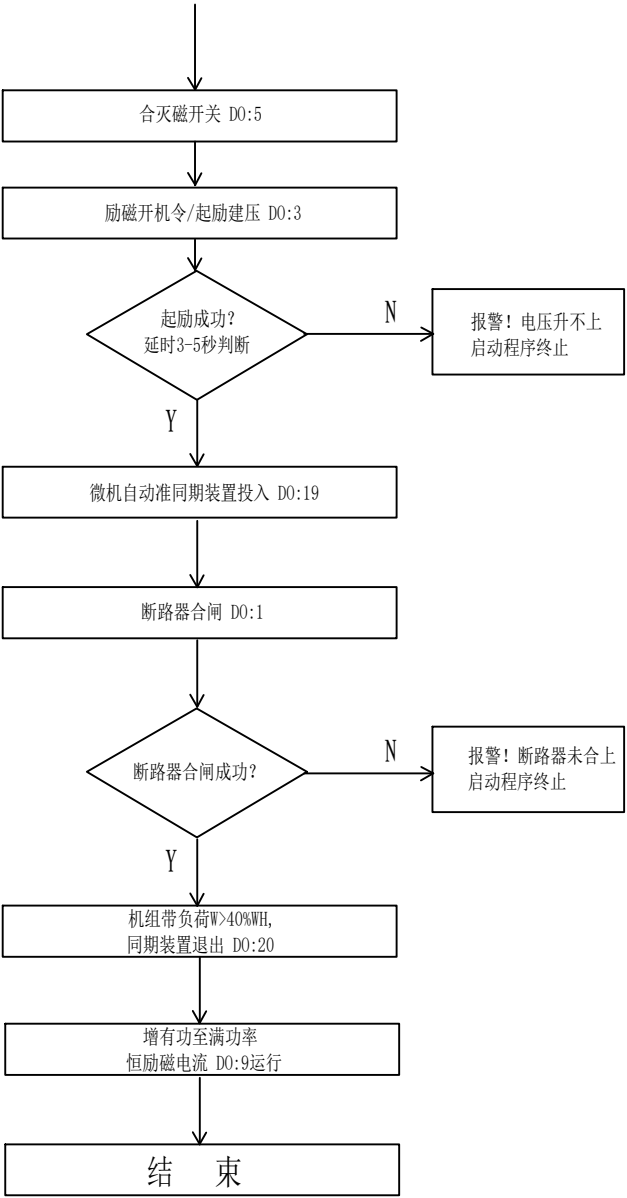 合灭磁开关 DO:5
励磁开机令/起励建压 DO:3
起励成功?
延时3-5秒判断
N
报警! 电压升不上
启动程序终止
Y
微机自动准同期装置投入 DO:19
断路器合闸 DO:1
断路器合闸成功?
N
报警! 断路器未合上
启动程序终止
Y
机组带负荷W>40%WH,
同期装置退出 DO:20
增有功至满功率
恒励磁电流 DO:9运行
结 束